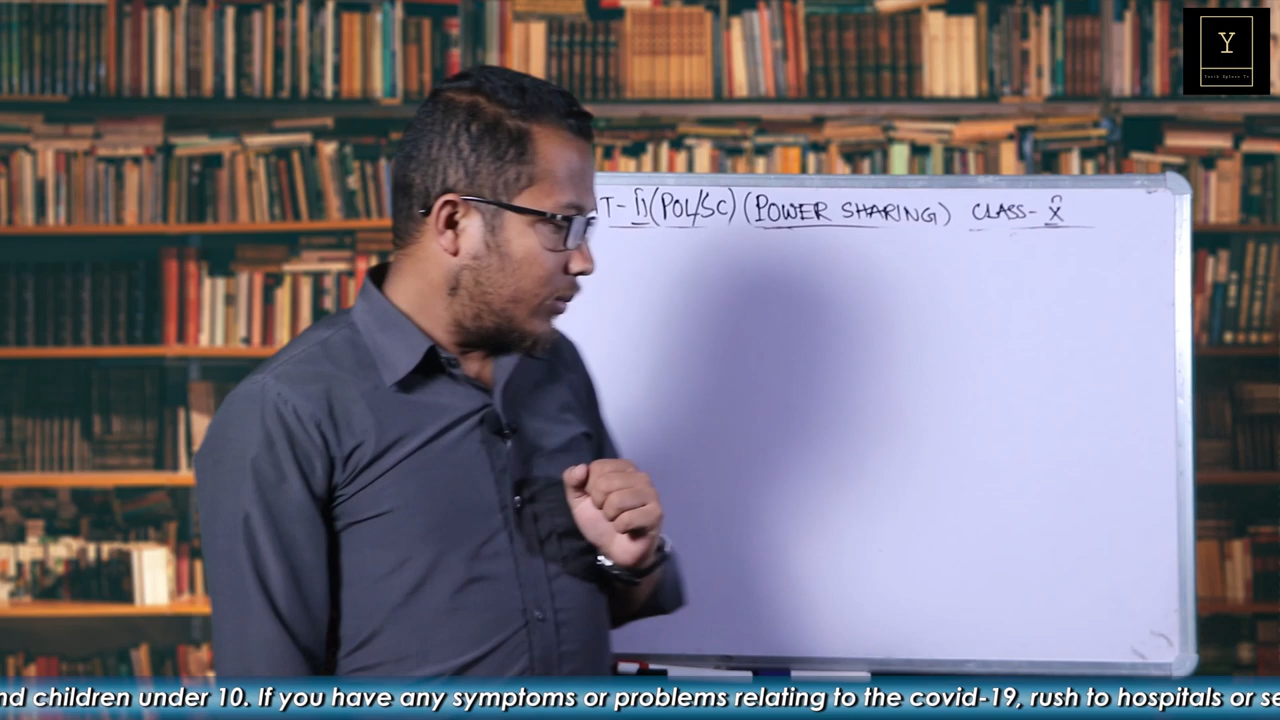 Y
T-II (POL/SC) (POWER SHARING) CLASS- X
nd children under 10. If you have any symptoms or problems relating to the covid-19, rush to hospitals or se